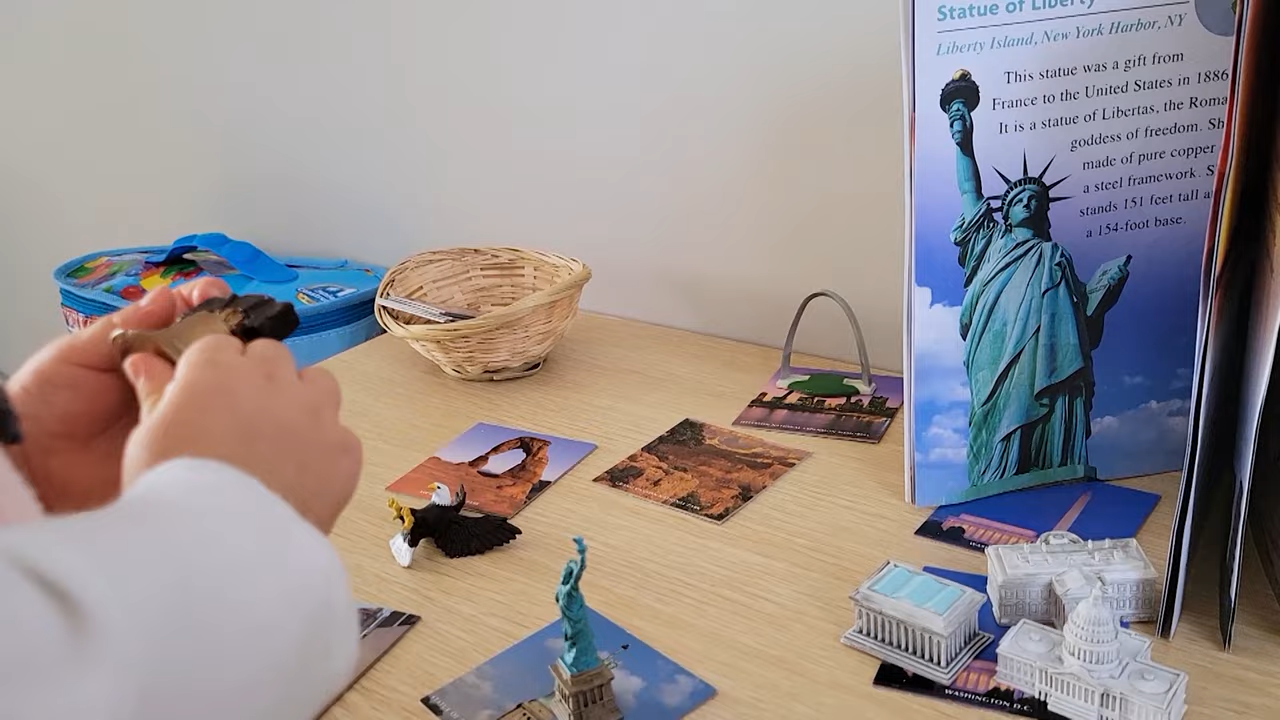 Statue of Liberty
Liberty Island, New York Harbor, NY
This statue was a gift from
France to the United States in 1886
It is a statue of Libertas, the Roma
goddess of freedom. Sh
made of pure copper
a steel framework. S
stands 151 feet tall a
a 154-foot base.
WASHINGTON D.C.